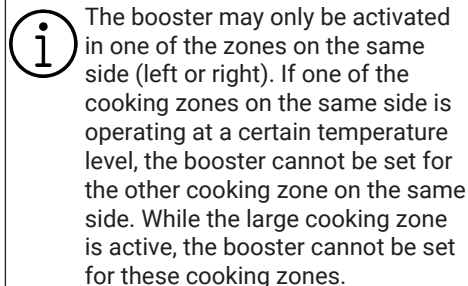 The booster may only be activated
in one of the zones on the same
side (left or right). If one of the
cooking zones on the same side is
operating at a certain temperature
level, the booster cannot be set for
the other cooking zone on the same
side. While the large cooking zone
is active, the booster cannot be set
for these cooking zones.